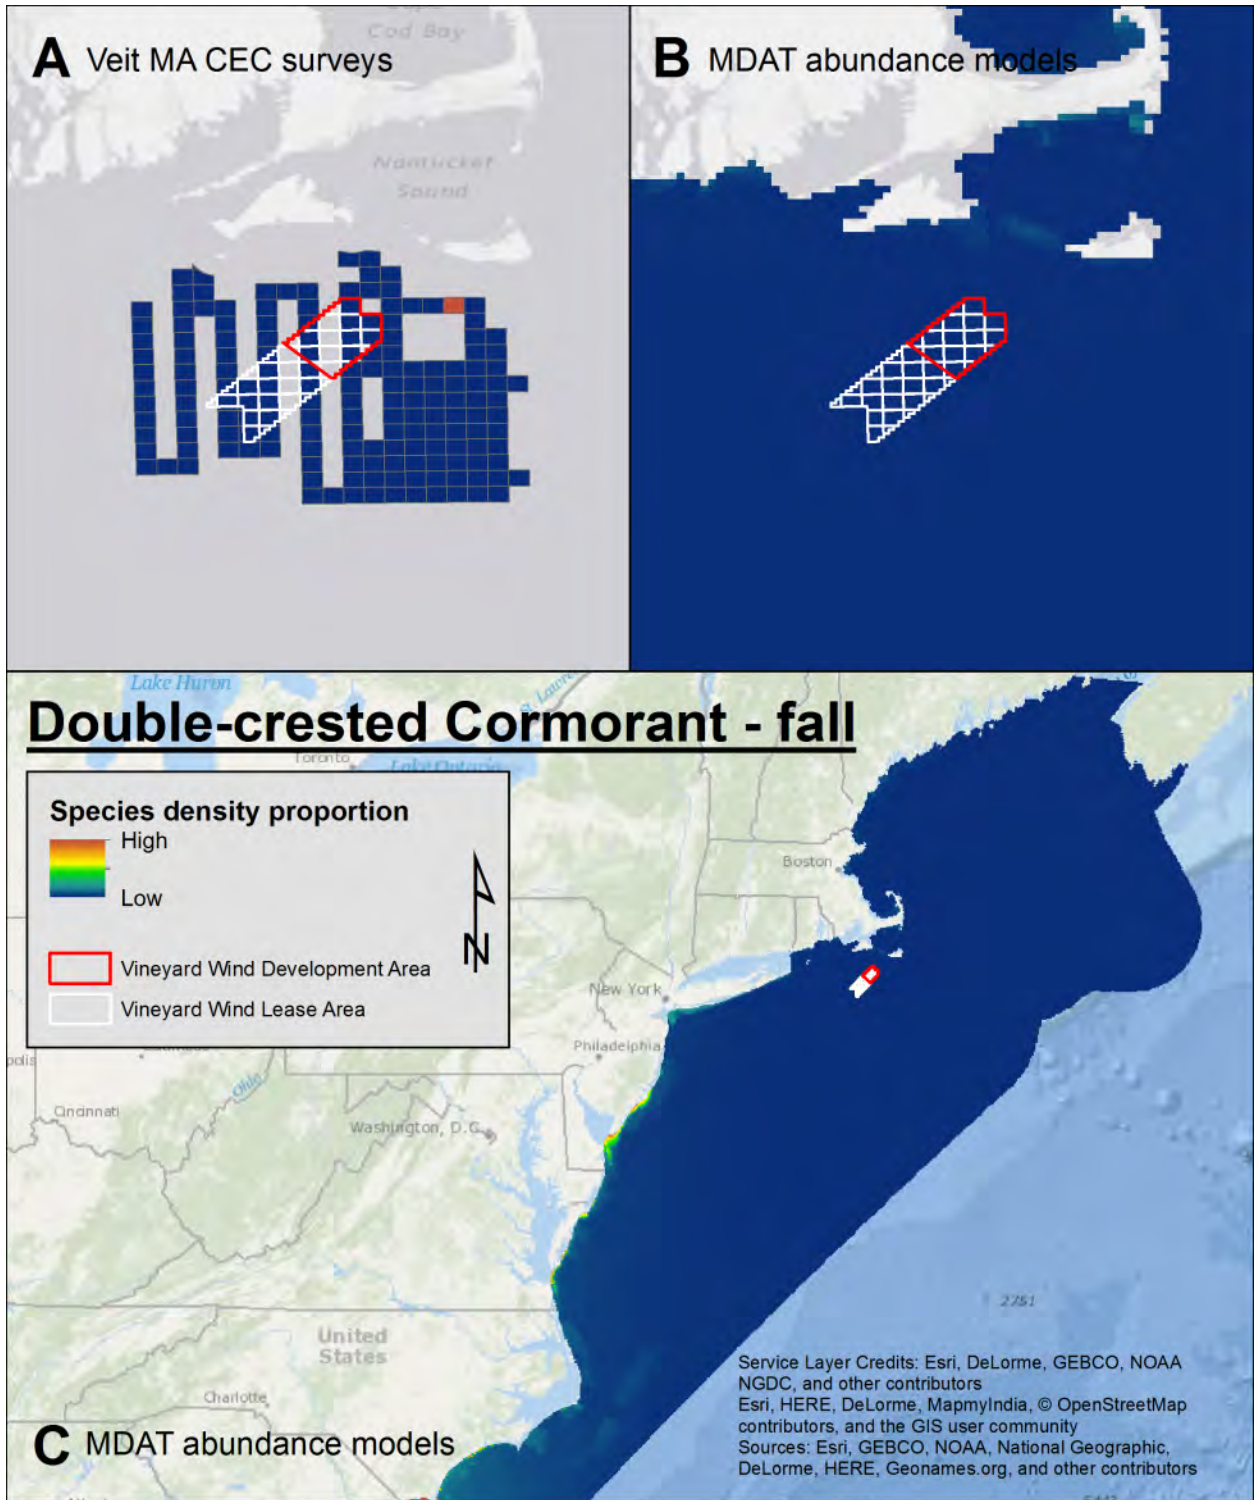 Cod Bay
A Veit MA CEC surveys
Nantucket
Sound
B MDAT abundance models
Lake Huron
Double-crested Cormorant - fall
Toronto
Lake Ontario
Species density proportion
High
Low
N
Vineyard Wind Development Area
Vineyard Wind Lease Area
Boston
New York
Philadelphia
Ohio
Cincinnati
Washington, D.C.
United
States
Charlotte
2751
Service Layer Credits: Esri, DeLorme, GEBCO, NOAA
NGDC, and other contributors
Esri, HERE, DeLorme, MapmyIndia, © OpenStreetMap
contributors, and the GIS user community
Sources: Esri, GEBCO, NOAA, National Geographic,
DeLorme, HERE, Geonames.org, and other contributors
C MDAT abundance models